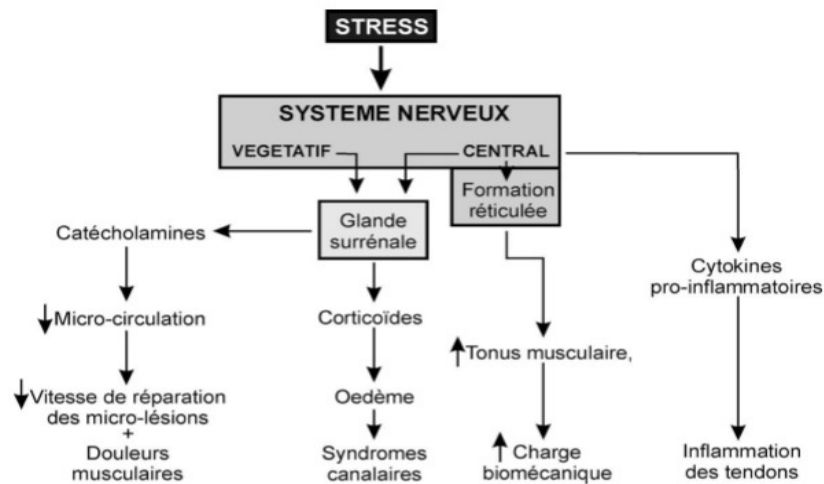 STRESS
SYSTEME NERVEUX
VEGETATIF
CENTRAL
Formation
réticulée
Glande
surrénale
Catécholamines
Cytokines
pro-inflammatoires
Micro-circulation
Corticoïdes
Tonus musculaire,
Vitesse de réparation
des micro-lésions
+
Douleurs
musculaires
Oedème
Syndromes
canalaires
Charge
biomécanique
Inflammation
des tendons